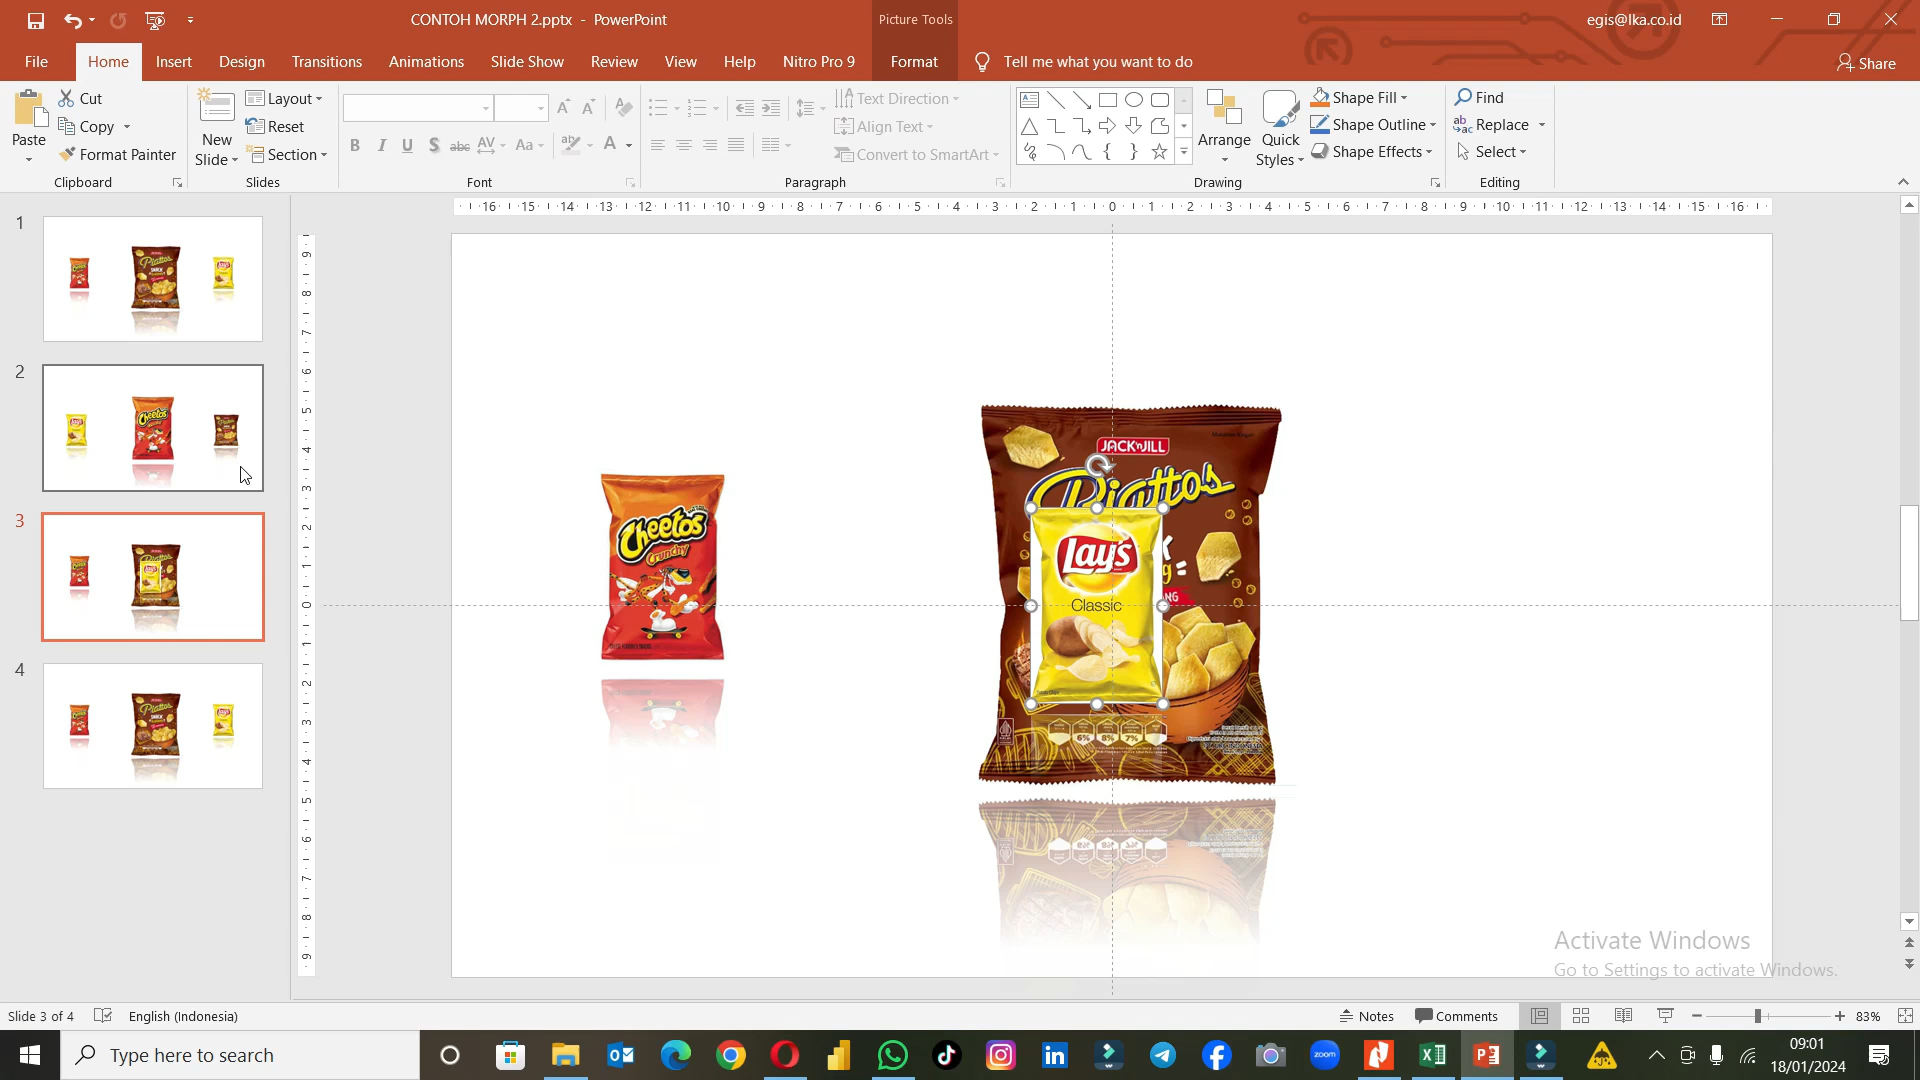 CONTOH MORPH 2.pptx - PowerPoint
Picture Tools
egis@lka.co.id
File
Home
Insert
Design
Transitions
Animations
Slide Show
Review
View
Help
Nitro Pro 9
Format
Tell me what you want to do
Share
Paste
Cut
Copy
Format Painter
Clipboard
New Slide
Layout
Reset
Section
Slides
Font
Text Direction
Align Text
Convert to SmartArt
Paragraph
Arrange
Quick Styles
Shape Fill
Shape Outline
Shape Effects
Drawing
Find
Replace
Select
Editing
1
2
3
4
Cheetos
Crunchy
JACK'nJILL
Piattos
Lay's
Classic
6% 8% 7%
Activate Windows
Go to Settings to activate Windows.
Slide 3 of 4
English (Indonesia)
Notes
Comments
83%
Type here to search
zoom
09:01
18/01/2024